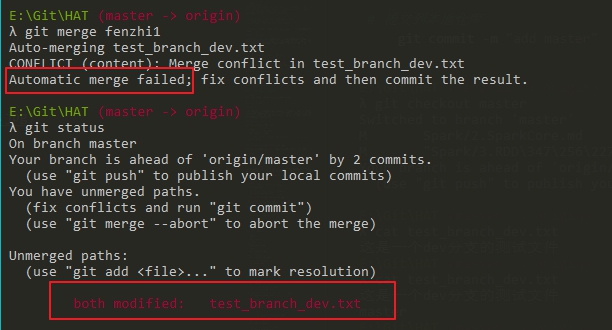 E:\Git\HAT (master -> origin)
λ git merge fenzhi1
Auto-merging test_branch_dev.txt
CONFLICT (content): Merge conflict in test_branch_dev.txt
Automatic merge failed; fix conflicts and then commit the result.
E:\Git\HAT (master -> origin)
λ git status
On branch master
Your branch is ahead of 'origin/master' by 2 commits.
(use "git push" to publish your local commits)
You have unmerged paths.
(fix conflicts and run "git commit")
(use "git merge --abort" to abort the merge)
Unmerged paths:
(use "git add <file>..." to mark resolution)
both modified: test_branch_dev.txt